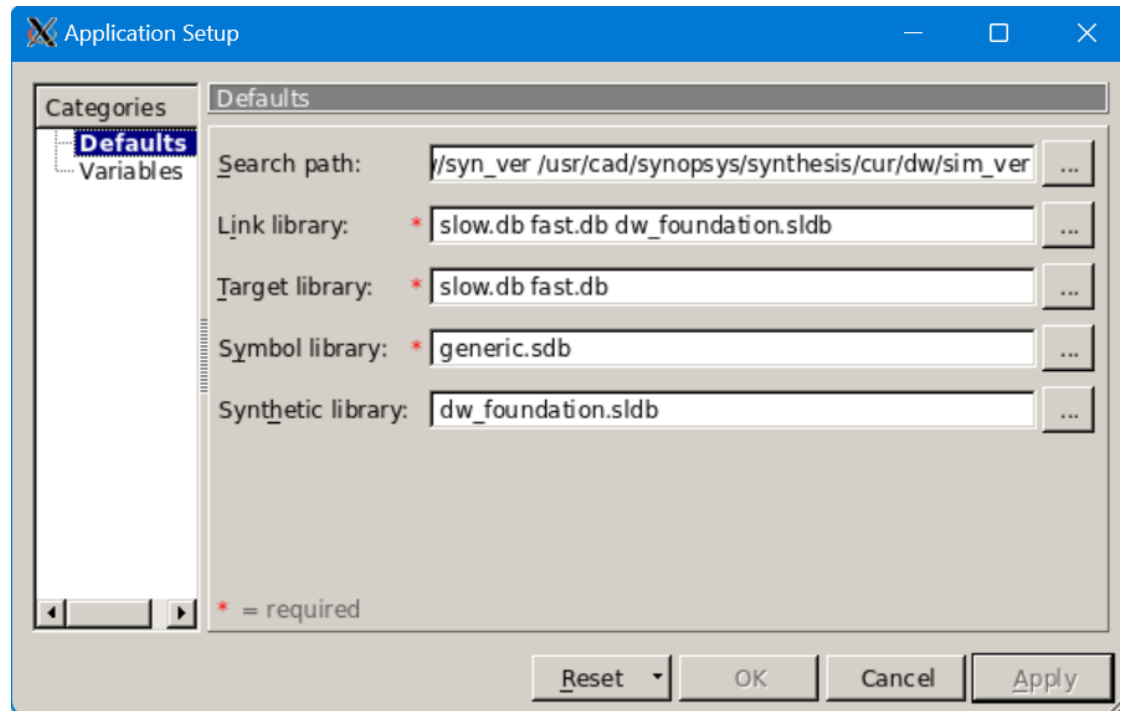 Application Setup
Categories
Defaults
Variables
Defaults
Search path: /syn_ver /usr/cad/synopsys/synthesis/cur/dw/sim_ver ...
Link library: * slow.db fast.db dw_foundation.sldb ...
Target library: * slow.db fast.db ...
Symbol library: * generic.sdb ...
Synthetic library: dw_foundation.sldb ...
* = required
Reset OK Cancel Apply